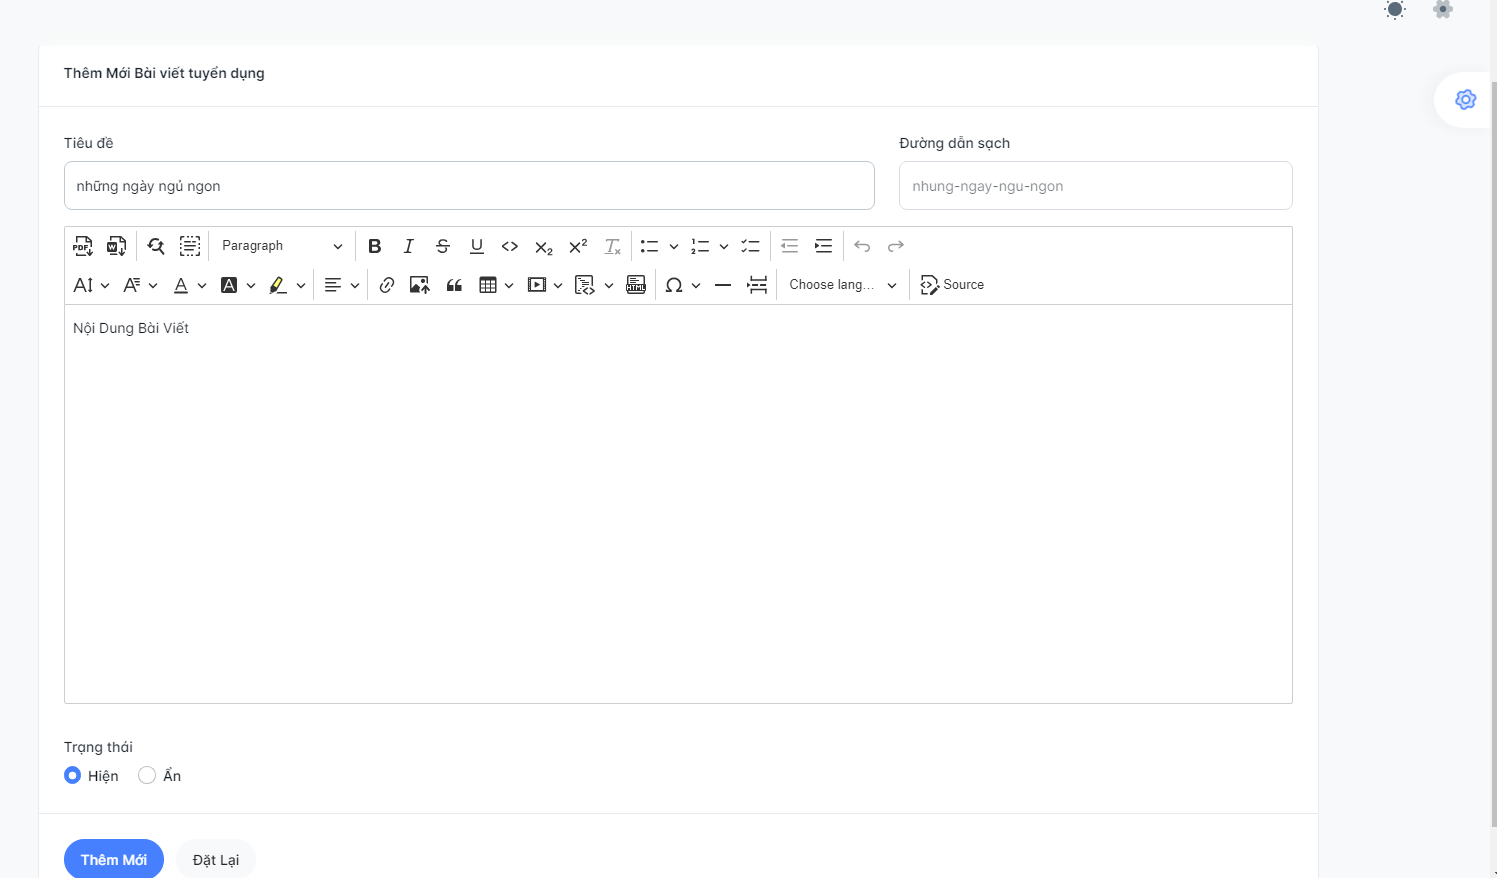 Thêm Mới Bài viết tuyển dụng
Tiêu đề
Đường dẫn sạch
những ngày ngủ ngon
nhung-ngay-ngu-ngon
Paragraph
Choose lang...
Source
Nội Dung Bài Viết
Trạng thái
Hiện
Ẩn
Thêm Mới
Đặt Lại